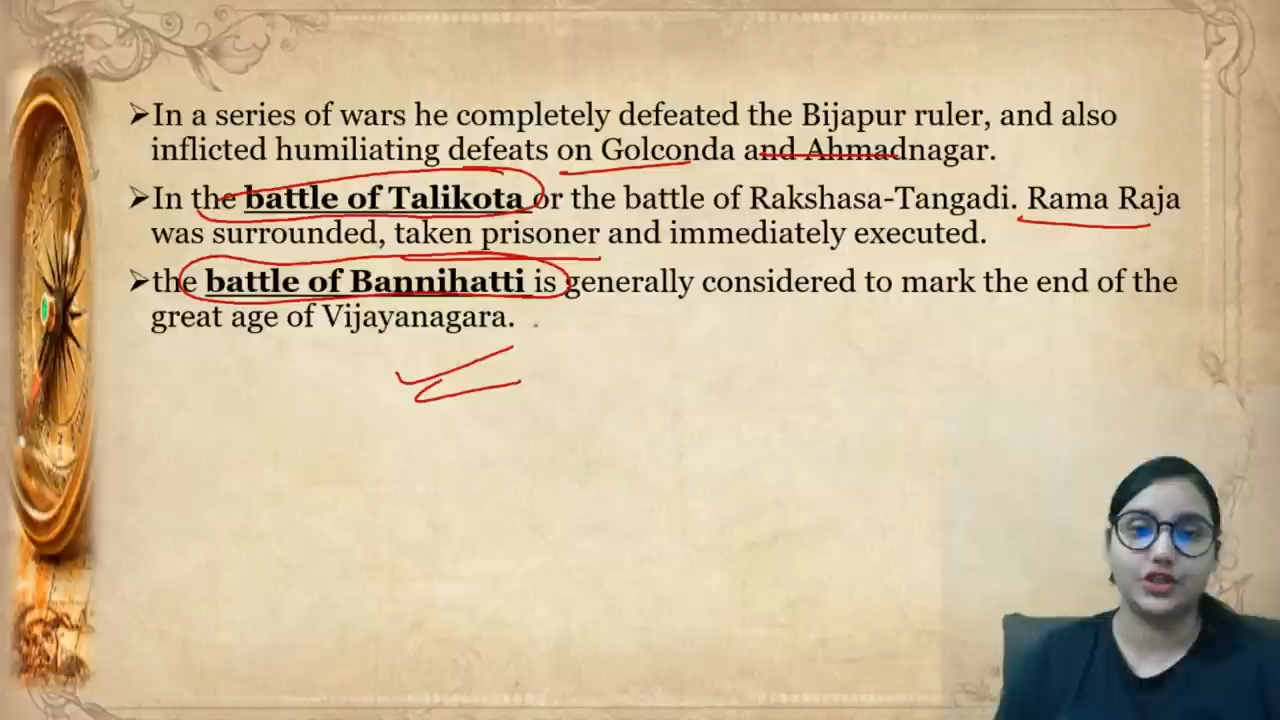 ➢In a series of wars he completely defeated the Bijapur ruler, and also
inflicted humiliating defeats on Golconda and Ahmadnagar.
➢In the battle of Talikota or the battle of Rakshasa-Tangadi. Rama Raja
was surrounded, taken prisoner and immediately executed.
➢the battle of Bannihatti is generally considered to mark the end of the
great age of Vijayanagara.